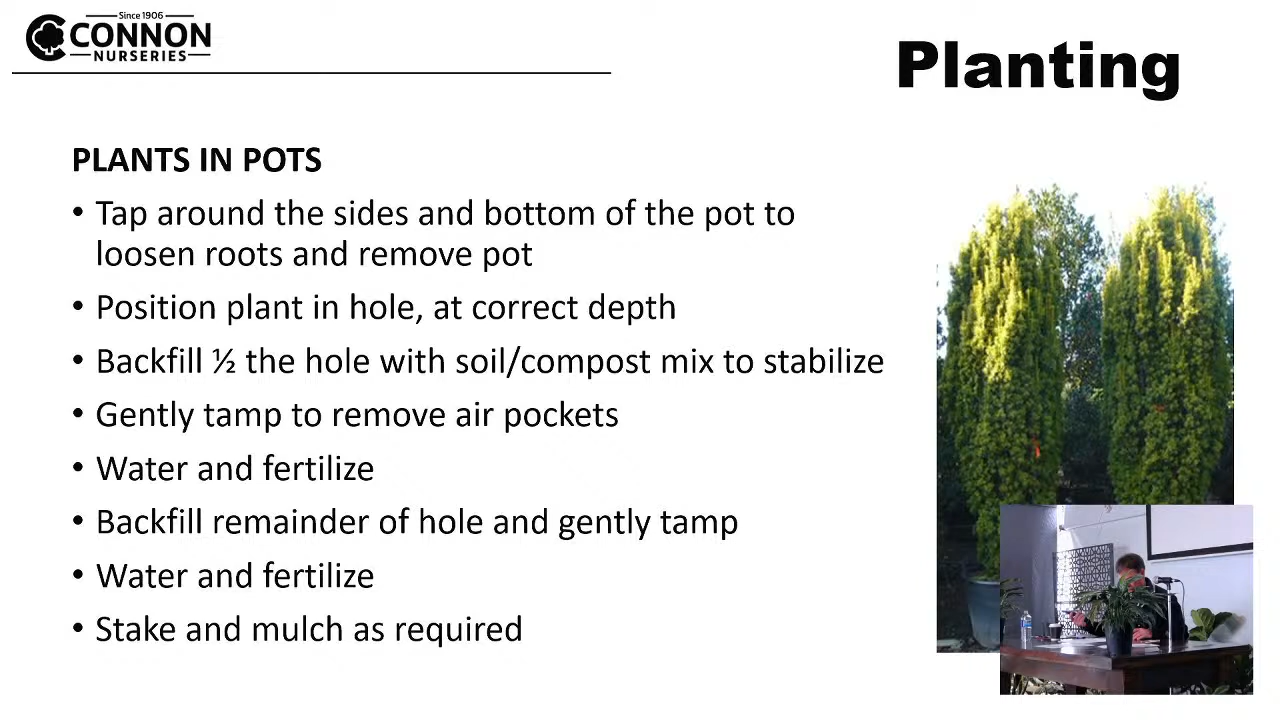 Since 1906
CONNON
NURSERIES
Planting
PLANTS IN POTS
• Tap around the sides and bottom of the pot to
loosen roots and remove pot
• Position plant in hole, at correct depth
• Backfill ½ the hole with soil/compost mix to stabilize
• Gently tamp to remove air pockets
• Water and fertilize
• Backfill remainder of hole and gently tamp
• Water and fertilize
• Stake and mulch as required